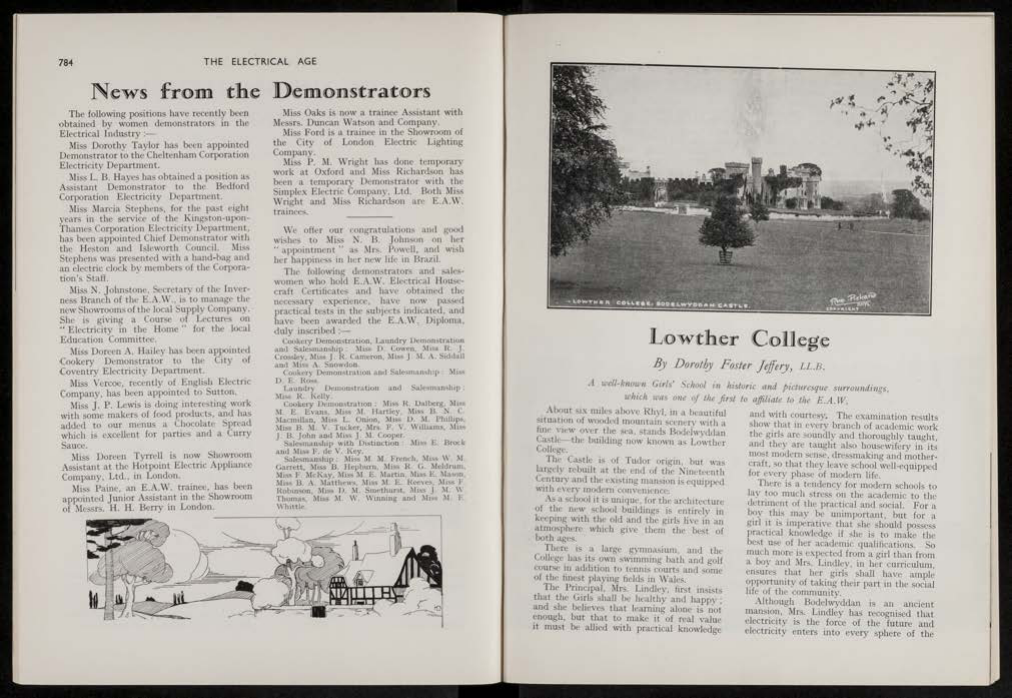 784
THE ELECTRICAL AGE
News from the Demonstrators
The following positions have recently been
obtained by women demonstrators in the
Electrical Industry :—
Miss Dorothy Taylor has been appointed
Demonstrator to the Cheltenham Corporation
Electricity Department.
Miss L. B. Hayes has obtained a position as
Assistant Demonstrator to the Bedford
Corporation Electricity Department.
Miss Marcia Stephens, for the past eight
years in the service of the Kingston-upon-
Thames Corporation Electricity Department,
has been appointed Chief Demonstrator with
the Heston and Isleworth Council. Miss
Stephens was presented with a hand-bag and
an electric clock by members of the Corpora-
tion's Staff.
Miss N. Johnstone, Secretary of the Inver-
ness Branch of the E.A.W., is to manage the
new Showrooms of the local Supply Company.
She is giving a Course of Lectures on
" Electricity in the Home " for the local
Education Committee.
Miss Doreen A. Hailey has been appointed
Cookery Demonstrator to the City of
Coventry Electricity Department.
Miss Vercoe, recently of English Electric
Company, has been appointed to Sutton.
Miss J. P. Lewis is doing interesting work
with some makers of food products, and has
added to our menus a Chocolate Spread
which is excellent for parties and a Curry
Sauce.
Miss Doreen Tyrrell is now Showroom
Assistant at the Hotpoint Electric Appliance
Company, Ltd., in London.
Miss Paine, an E.A.W. trainee, has been
appointed Junior Assistant in the Showroom
of Messrs. H. H. Berry in London.
Miss Oaks is now a trainee Assistant with
Messrs. Duncan Watson and Company.
Miss Ford is a trainee in the Showroom of
the City of London Electric Lighting
Company.
Miss P. M. Wright has done temporary
work at Oxford and Miss Richardson has
been a temporary Demonstrator with the
Simplex Electric Company, Ltd. Both Miss
Wright and Miss Richardson are E.A.W.
trainees.
We offer our congratulations and good
wishes to Miss N. B. Johnson on her
" appointment " as Mrs. Powell, and wish
her happiness in her new life in Brazil.
The following demonstrators and sales-
women who hold E.A.W. Electrical House-
craft Certificates and have obtained the
necessary experience, have now passed
practical tests in the subjects indicated, and
have been awarded the E.A.W. Diploma,
duly inscribed :—
Cookery Demonstration, Laundry Demonstration
and Salesmanship : Miss D. Cowen, Miss R. J.
Crossley, Miss J. R. Cameron, Miss J. M. A. Siddall
and Miss A. Snowdon.
Cookery Demonstration and Salesmanship : Miss
D. E. Ross.
Laundry Demonstration and Salesmanship :
Miss R. Kelly.
Cookery Demonstration : Miss R. Dalberg, Miss
M. E. Evans, Miss M. Hartley, Miss B. N. C.
Macmillan, Miss L. Onion, Miss D. M. Phillips,
Miss B. M. V. Tucker, Mrs. F. V. Williams, Miss
J. B. John and Miss J. M. Cooper.
Salesmanship with Distinction : Miss E. Brock
and Miss F. de V. Key.
Salesmanship : Miss M. M. French, Miss W. M.
Garrett, Miss B. Hepburn, Miss R. G. Meldrum,
Miss F. McKay, Miss M. E. Martin, Miss E. Mason,
Miss B. A. Matthews, Miss M. E. Reeves, Miss F.
Robinson, Miss D. M. Smethurst, Miss J. M. W.
Thomas, Miss M. W. Winning and Miss M. E.
Whittle.
LOWTHER COLLEGE, BODELWYDDAN CASTLE
COPYRIGHT
Lowther College
By Dorothy Foster Jeffery, LL.B.
A well-known Girls' School in historic and picturesque surroundings,
which was one of the first to affiliate to the E.A.W.
About six miles above Rhyl, in a beautiful
situation of wooded mountain scenery with a
fine view over the sea, stands Bodelwyddan
Castle—the building now known as Lowther
College.
The Castle is of Tudor origin, but was
largely rebuilt at the end of the Nineteenth
Century and the existing mansion is equipped
with every modern convenience.
As a school it is unique, for the architecture
of the new school buildings is entirely in
keeping with the old and the girls live in an
atmosphere which give them the best of
both ages.
There is a large gymnasium, and the
College has its own swimming bath and golf
course in addition to tennis courts and some
of the finest playing fields in Wales.
The Principal, Mrs. Lindley, first insists
that the Girls shall be healthy and happy ;
and she believes that learning alone is not
enough, but that to make it of real value
it must be allied with practical knowledge
and with courtesy. The examination results
show that in every branch of academic work
the girls are soundly and thoroughly taught,
and they are taught also housewifery in its
most modern sense, dressmaking and mother-
craft, so that they leave school well-equipped
for every phase of modern life.
There is a tendency for modern schools to
lay too much stress on the academic to the
detriment of the practical and social. For a
boy this may be unimportant, but for a
girl it is imperative that she should possess
practical knowledge if she is to make the
best use of her academic qualifications. So
much more is expected from a girl than from
a boy and Mrs. Lindley, in her curriculum,
ensures that her girls shall have ample
opportunity of taking their part in the social
life of the community.
Although Bodelwyddan is an ancient
mansion, Mrs. Lindley has recognised that
electricity is the force of the future and
electricity enters into every sphere of the